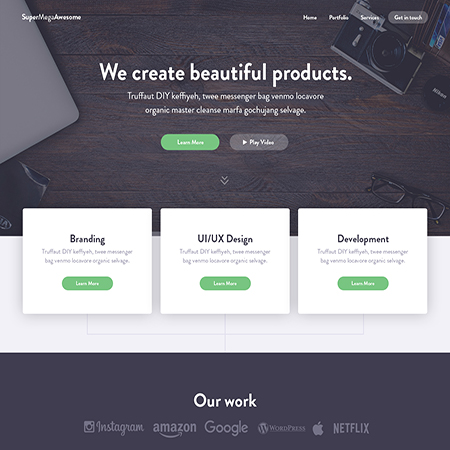 SuperMegaAwesome
Home Portfolio Services Get in touch
We create beautiful products.
Truffaut DIY keffiyeh, twee messenger bag venmo locavore
organic master cleanse marfa gochujang selvage.
Learn More Play Video
Nikon
Branding
Truffaut DIY keffiyeh, twee messenger
bag venmo locavore organic selvage.
Learn More
UI/UX Design
Truffaut DIY keffiyeh, twee messenger
bag venmo locavore organic selvage.
Learn More
Development
Truffaut DIY keffiyeh, twee messenger
bag venmo locavore organic selvage.
Learn More
Our work
Instagram amazon Google WordPress NETFLIX